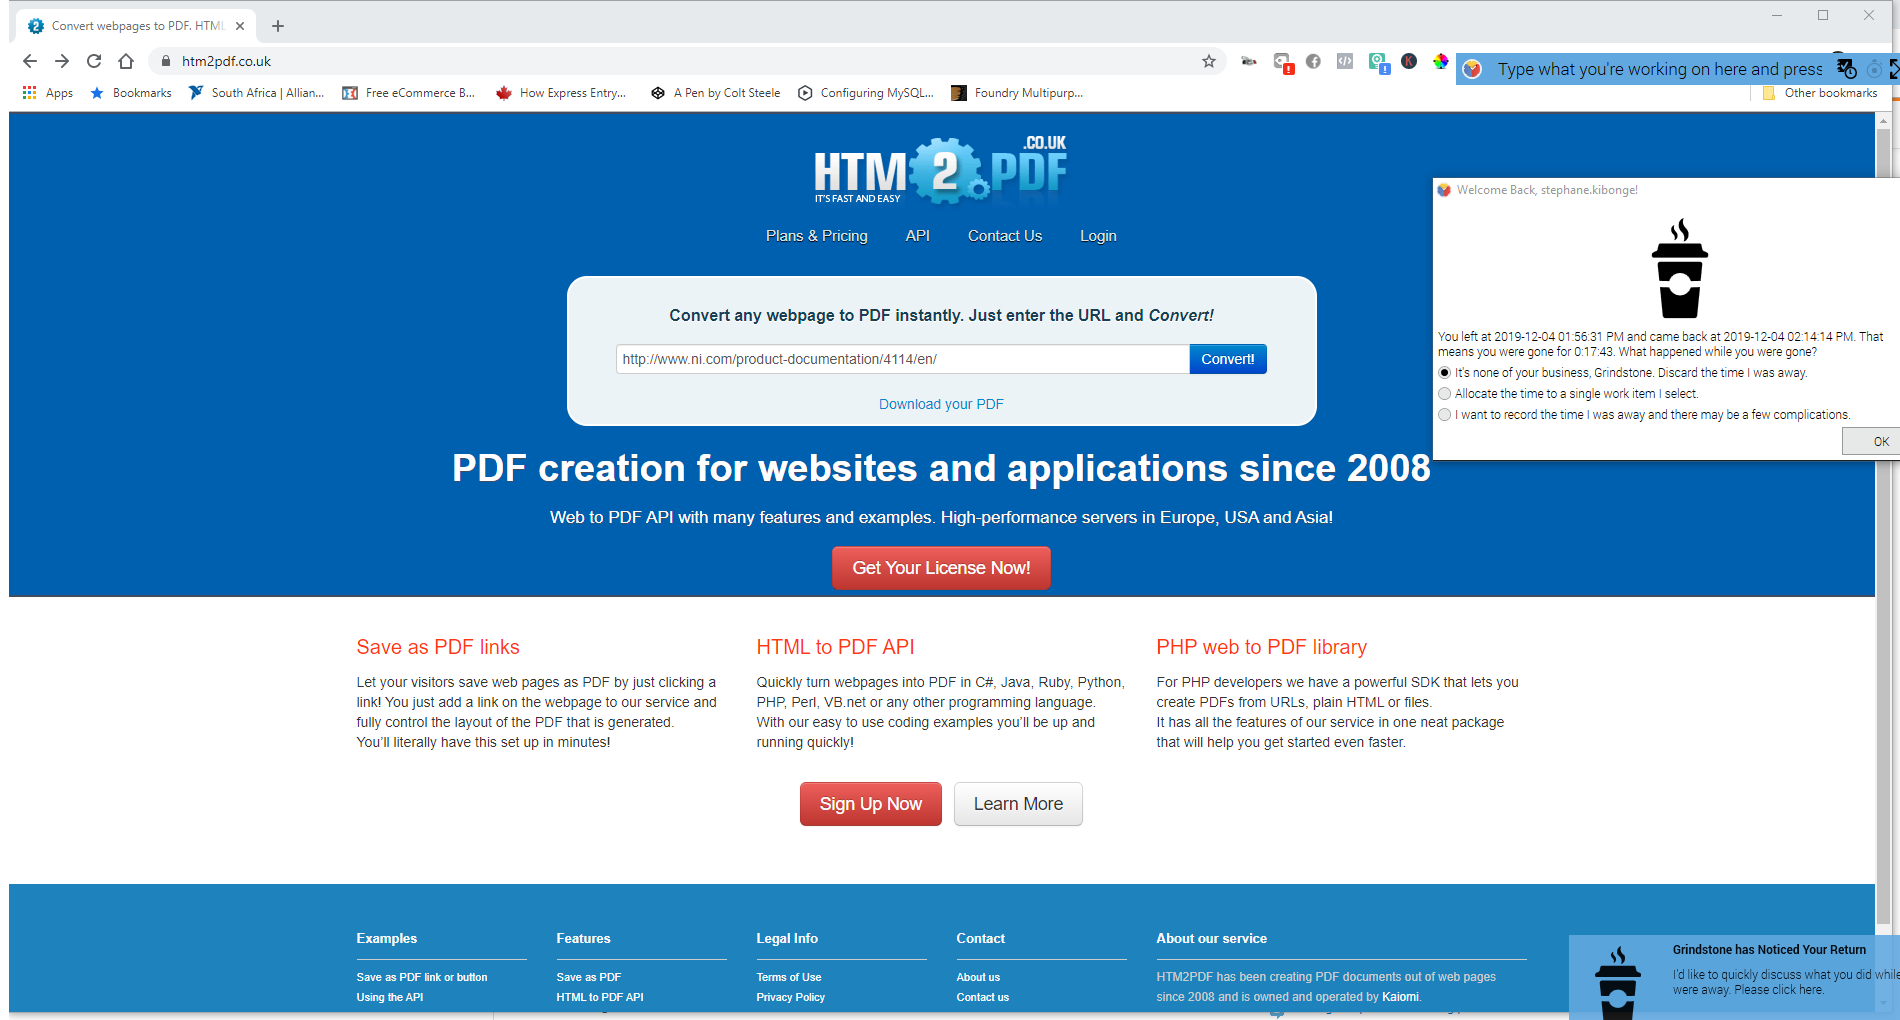 Convert webpages to PDF. HTML
htm2pdf.co.uk
Type what you're working on here and press
Apps
Bookmarks
South Africa | Allian...
Free eCommerce B...
How Express Entry...
A Pen by Colt Steele
Configuring MySQL...
Foundry Multipurp...
Other bookmarks
HTM2PDF
.CO.UK
IT'S FAST AND EASY
Plans & Pricing
API
Contact Us
Login
Welcome Back, stephane.kibonge!
You left at 2019-12-04 01:56:31 PM and came back at 2019-12-04 02:14:14 PM. That
means you were gone for 0:17:43. What happened while you were gone?
It's none of your business, Grindstone. Discard the time I was away.
Allocate the time to a single work item I select.
I want to record the time I was away and there may be a few complications.
OK
Convert any webpage to PDF instantly. Just enter the URL and Convert!
http://www.ni.com/product-documentation/4114/en/
Convert!
Download your PDF
PDF creation for websites and applications since 2008
Web to PDF API with many features and examples. High-performance servers in Europe, USA and Asia!
Get Your License Now!
Save as PDF links
Let your visitors save web pages as PDF by just clicking a
link! You just add a link on the webpage to our service and
fully control the layout of the PDF that is generated.
You'll literally have this set up in minutes!
HTML to PDF API
Quickly turn webpages into PDF in C#, Java, Ruby, Python,
PHP, Perl, VB.net or any other programming language.
With our easy to use coding examples you'll be up and
running quickly!
PHP web to PDF library
For PHP developers we have a powerful SDK that lets you
create PDFs from URLs, plain HTML or files.
It has all the features of our service in one neat package
that will help you get started even faster.
Sign Up Now
Learn More
Examples
Save as PDF link or button
Using the API
Features
Save as PDF
HTML to PDF API
Legal Info
Terms of Use
Privacy Policy
Contact
About us
Contact us
About our service
HTM2PDF has been creating PDF documents out of web pages
since 2008 and is owned and operated by Kaiomi.
Grindstone has Noticed Your Return
I'd like to quickly discuss what you did while
were away. Please click here.